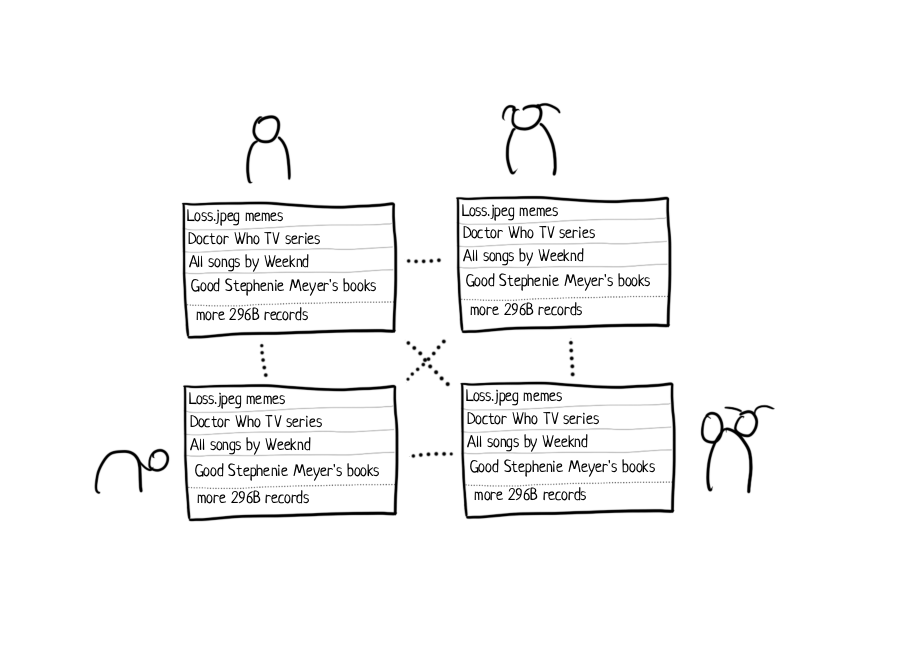 Loss.jpeg memes
Doctor Who TV series
All songs by Weeknd
Good Stephenie Meyer's books
more 296B records
Loss.jpeg memes
Doctor Who TV series
All songs by Weeknd
Good Stephenie Meyer's books
more 296B records
Loss.jpeg memes
Doctor Who TV series
All songs by Weeknd
Good Stephenie Meyer's books
more 296B records
Loss.jpeg memes
Doctor Who TV series
All songs by Weeknd
Good Stephenie Meyer's books
more 296B records